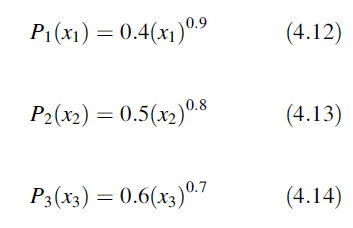 P₁(x₁) = 0.4(x₁)⁰·⁹ (4.12)
P₂(x₂) = 0.5(x₂)⁰·⁸ (4.13)
P₃(x₃) = 0.6(x₃)⁰·⁷ (4.14)